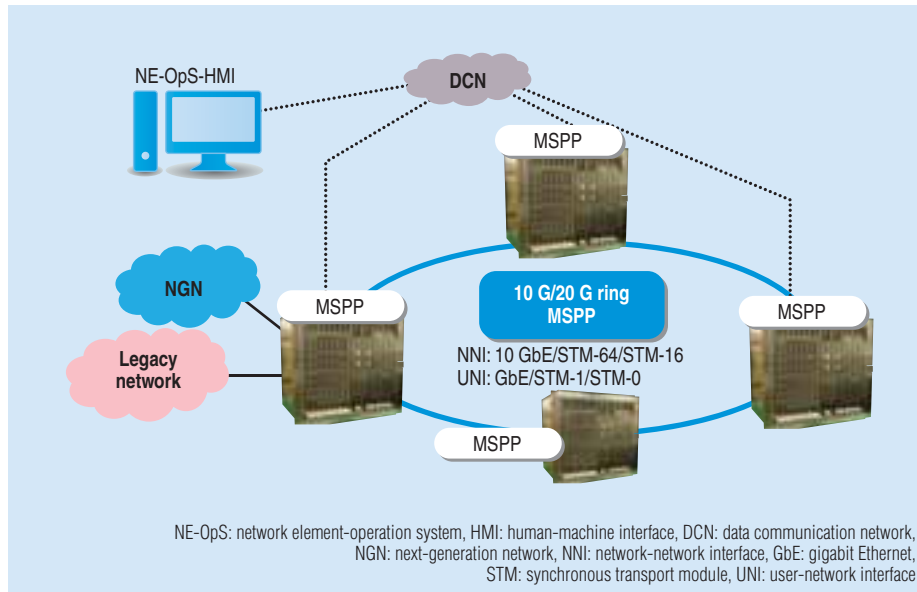 NE-OpS-HMI
DCN
MSPP
NGN
MSPP
10 G/20 G ring
MSPP
MSPP
Legacy
network
NNI: 10 GbE/STM-64/STM-16
UNI: GbE/STM-1/STM-0
MSPP
NE-OpS: network element-operation system, HMI: human-machine interface, DCN: data communication network,
NGN: next-generation network, NNI: network-network interface, GbE: gigabit Ethernet,
STM: synchronous transport module, UNI: user-network interface